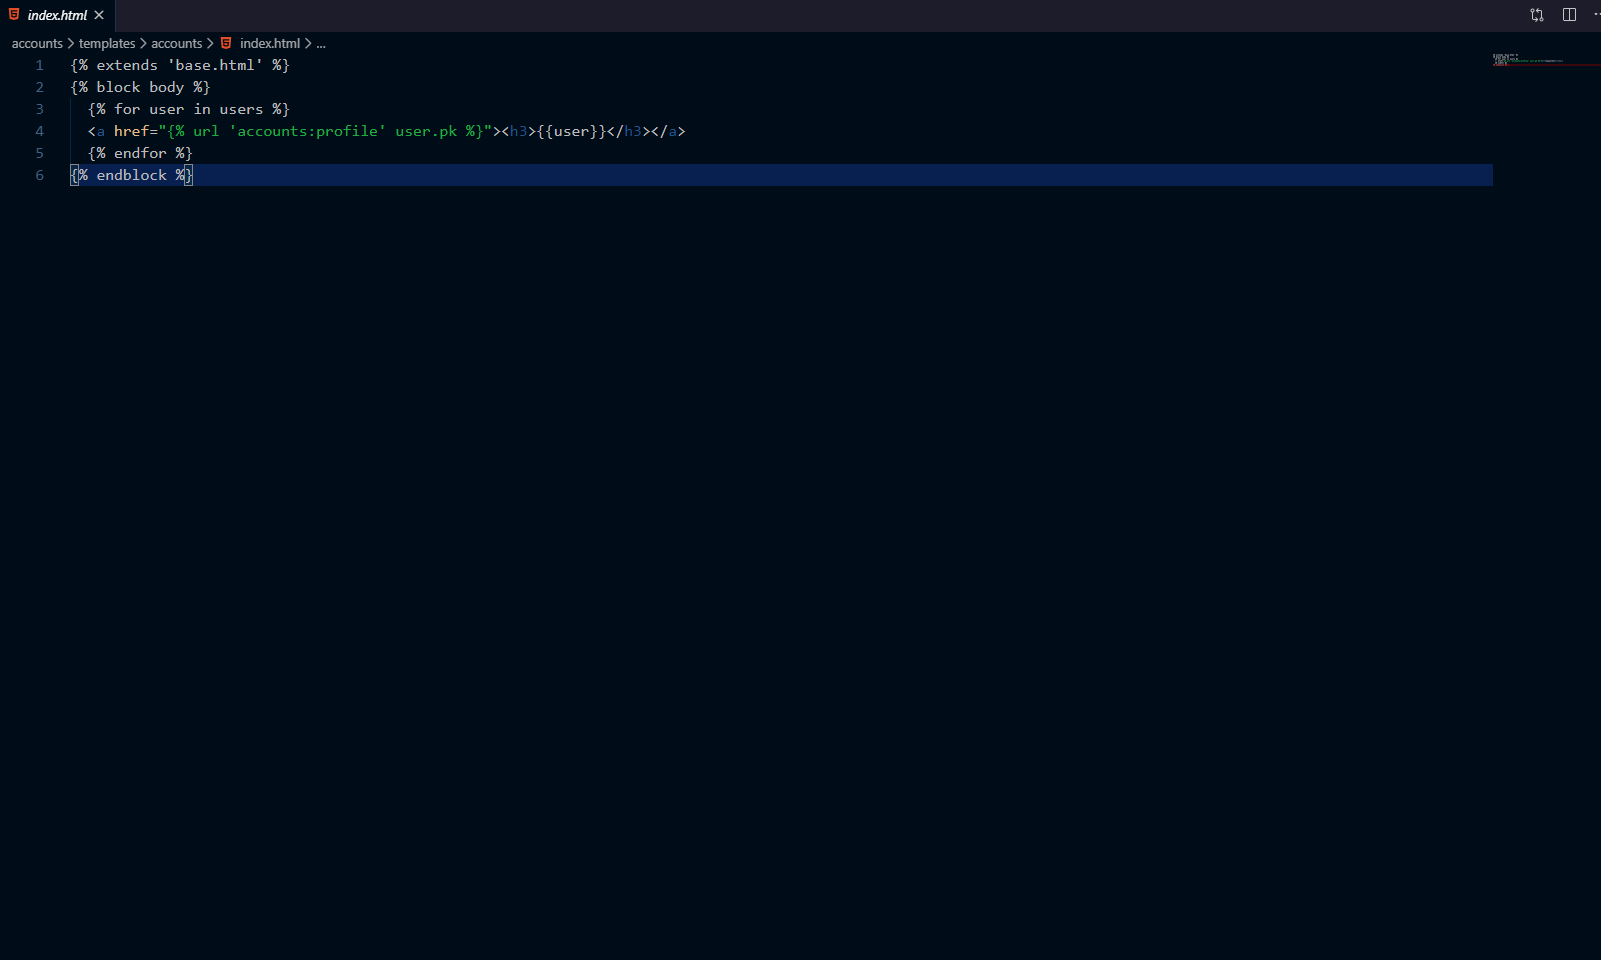 index.html
accounts > templates > accounts > index.html > ...
1 {% extends 'base.html' %}
2 {% block body %}
3 {% for user in users %}
4 <a href="{% url 'accounts:profile' user.pk %}"><h3>{{user}}</h3></a>
5 {% endfor %}
6 {% endblock %}